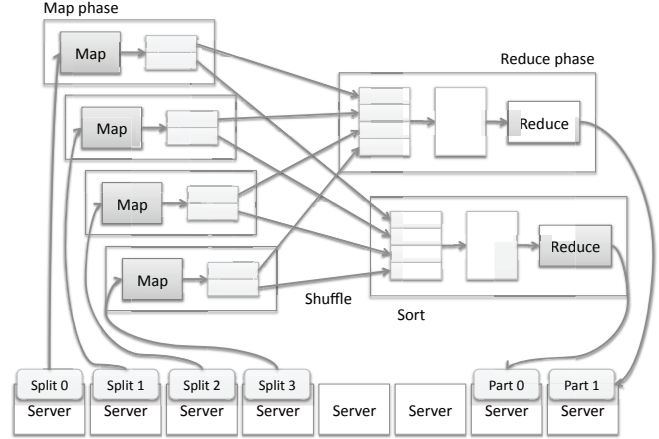 Map phase
Map
Reduce phase
Map
Reduce
Map
Reduce
Map
Shuffle
Sort
Split 0
Split 1
Split 2
Split 3
Part 0
Part 1
Server
Server
Server
Server
Server
Server
Server
Server